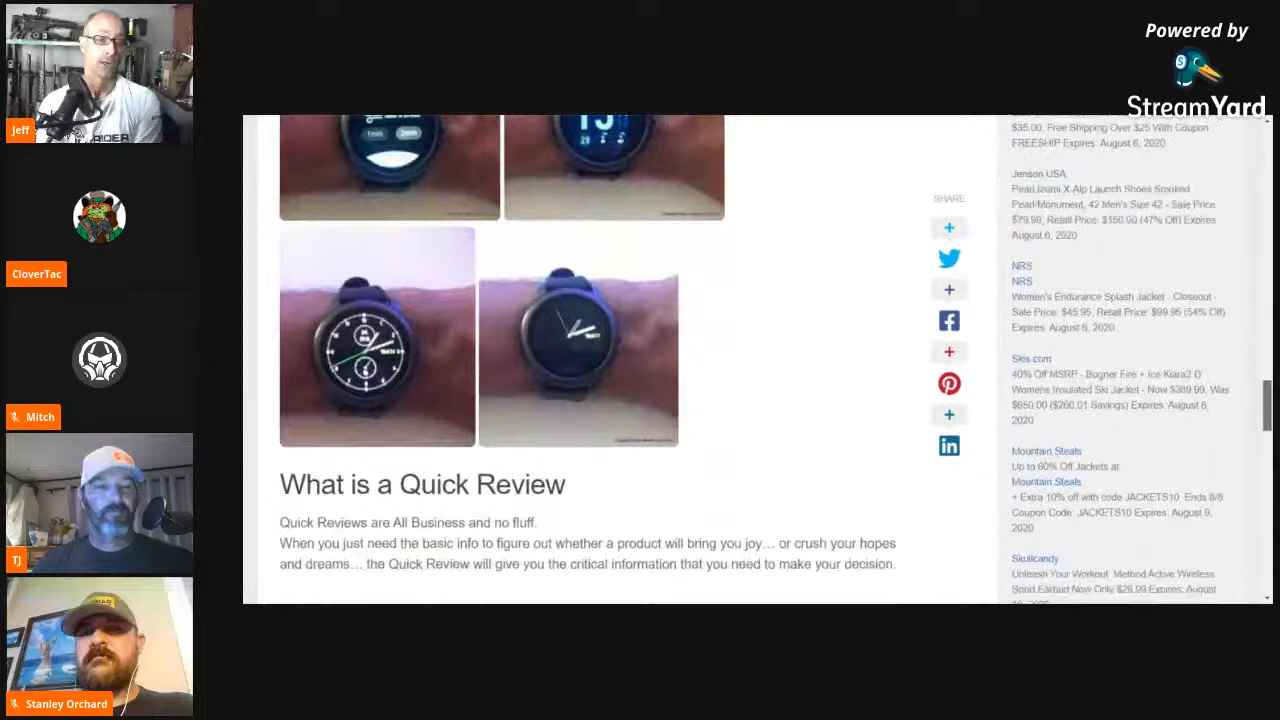 Powered by
StreamYard
Jeff
CloverTac
Mitch
TJ
Stanley Orchard
What is a Quick Review
Quick Reviews are All Business and no fluff.
When you just need the basic info to figure out whether a product will bring you joy… or crush your hopes
and dreams… the Quick Review will give you the critical information that you need to make your decision.
SHARE
$35.00. Free Shipping Over $25 With Coupon
FREESHIP Expires: August 6, 2020
Jenson USA
Pearl Izumi X-Alp Launch Shoes Smoked
Pearl/Monument, 42 Men's Size 42 - Sale Price
$79.99, Retail Price: $150.00 (47% Off) Expires
August 6, 2020
NRS
NRS
Women's Endurance Splash Jacket - Closeout -
Sale Price: $45.95, Retail Price: $99.95 (54% Off)
Expires: August 6, 2020
Skis.com
40% Off MSRP - Bogner Fire + Ice Kiara2 D
Womens Insulated Ski Jacket - Now $389.99, Was
$650.00 ($260.01 Savings) Expires: August 6,
2020
Mountain Steals
Up to 60% Off Jackets at
Mountain Steals
+ Extra 10% off with code JACKETS10 Ends 8/8
Coupon Code: JACKETS10 Expires: August 9,
2020
Skullcandy
Unleash Your Workout. Method Active Wireless
Sport Earbud Now Only $29.99 Expires: August